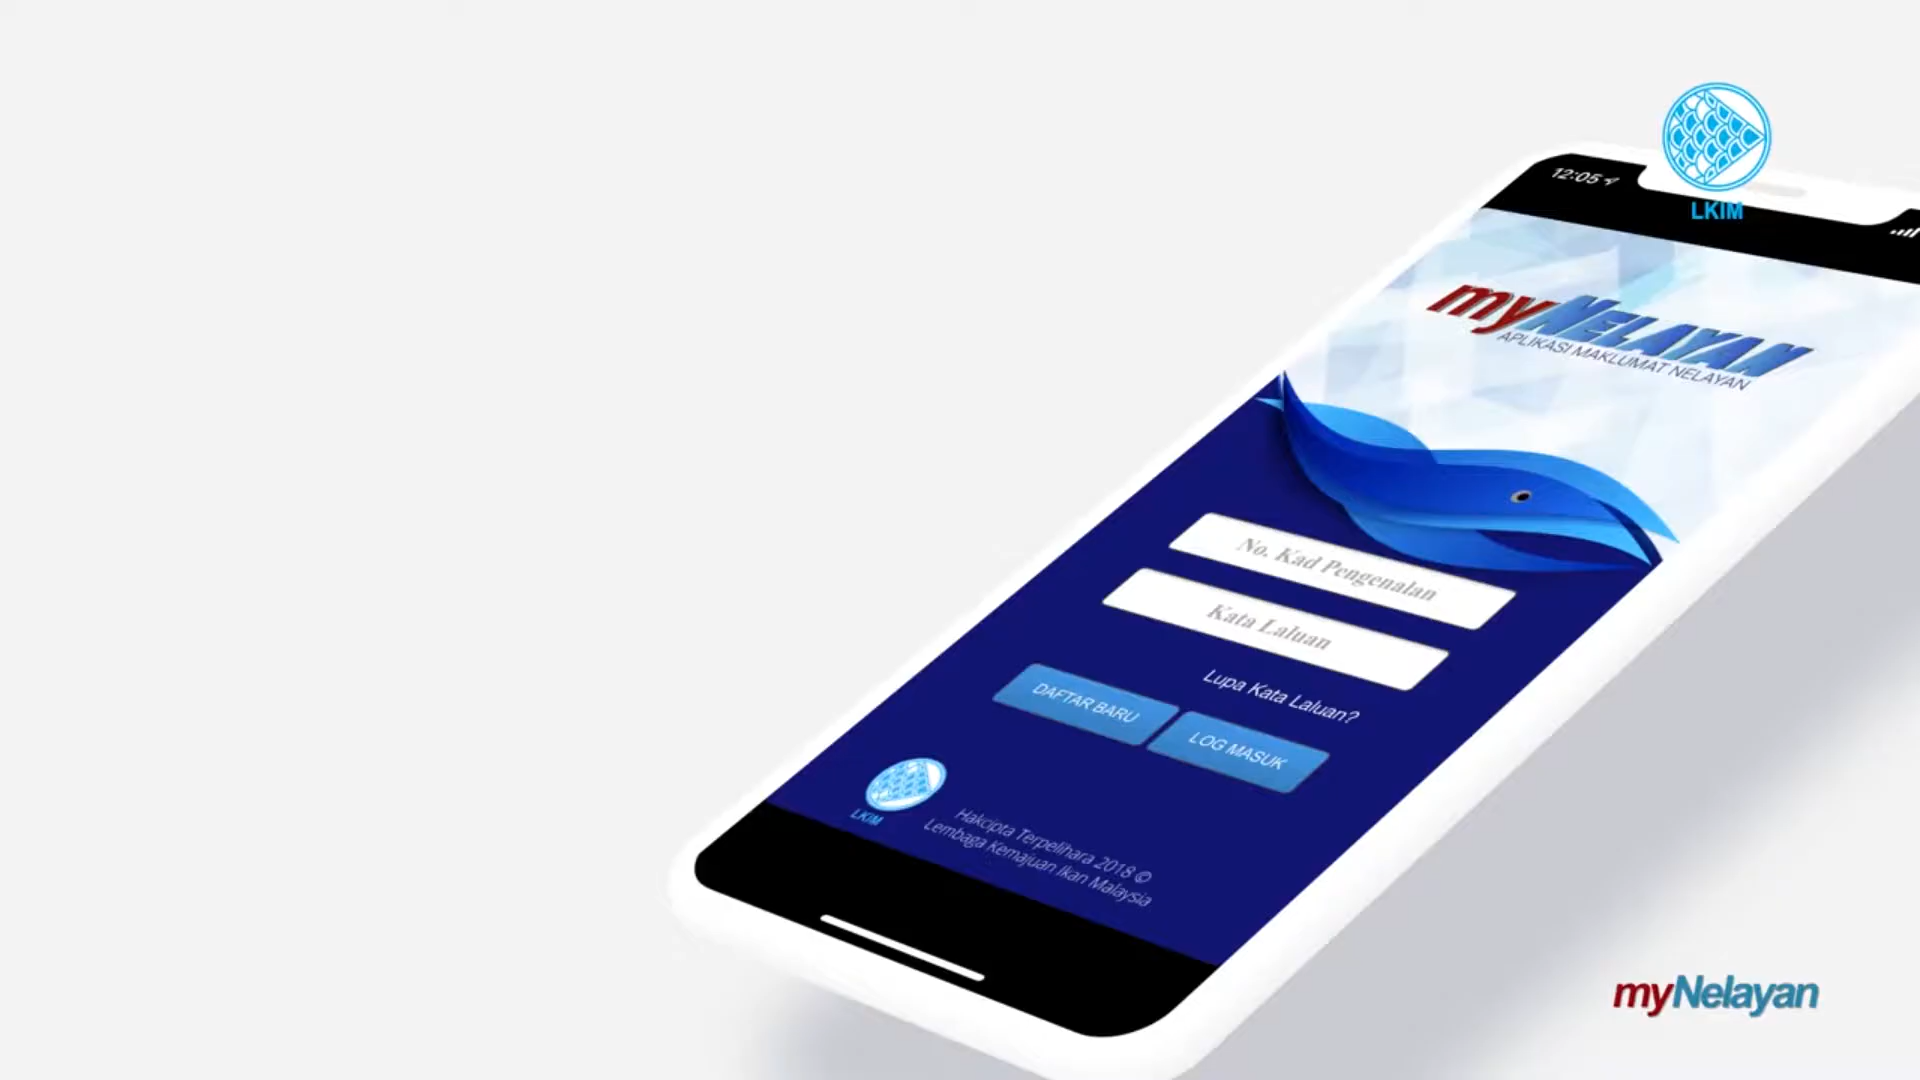 LKIM
12:05
myNELAYAN
APLIKASI MAKLUMAT NELAYAN
No. Kad Pengenalan
Kata Laluan
Lupa Kata Laluan?
DAFTAR BARU
LOG MASUK
LKIM
Hakcipta Terpelihara 2018 ©
Lembaga Kemajuan Ikan Malaysia
myNelayan